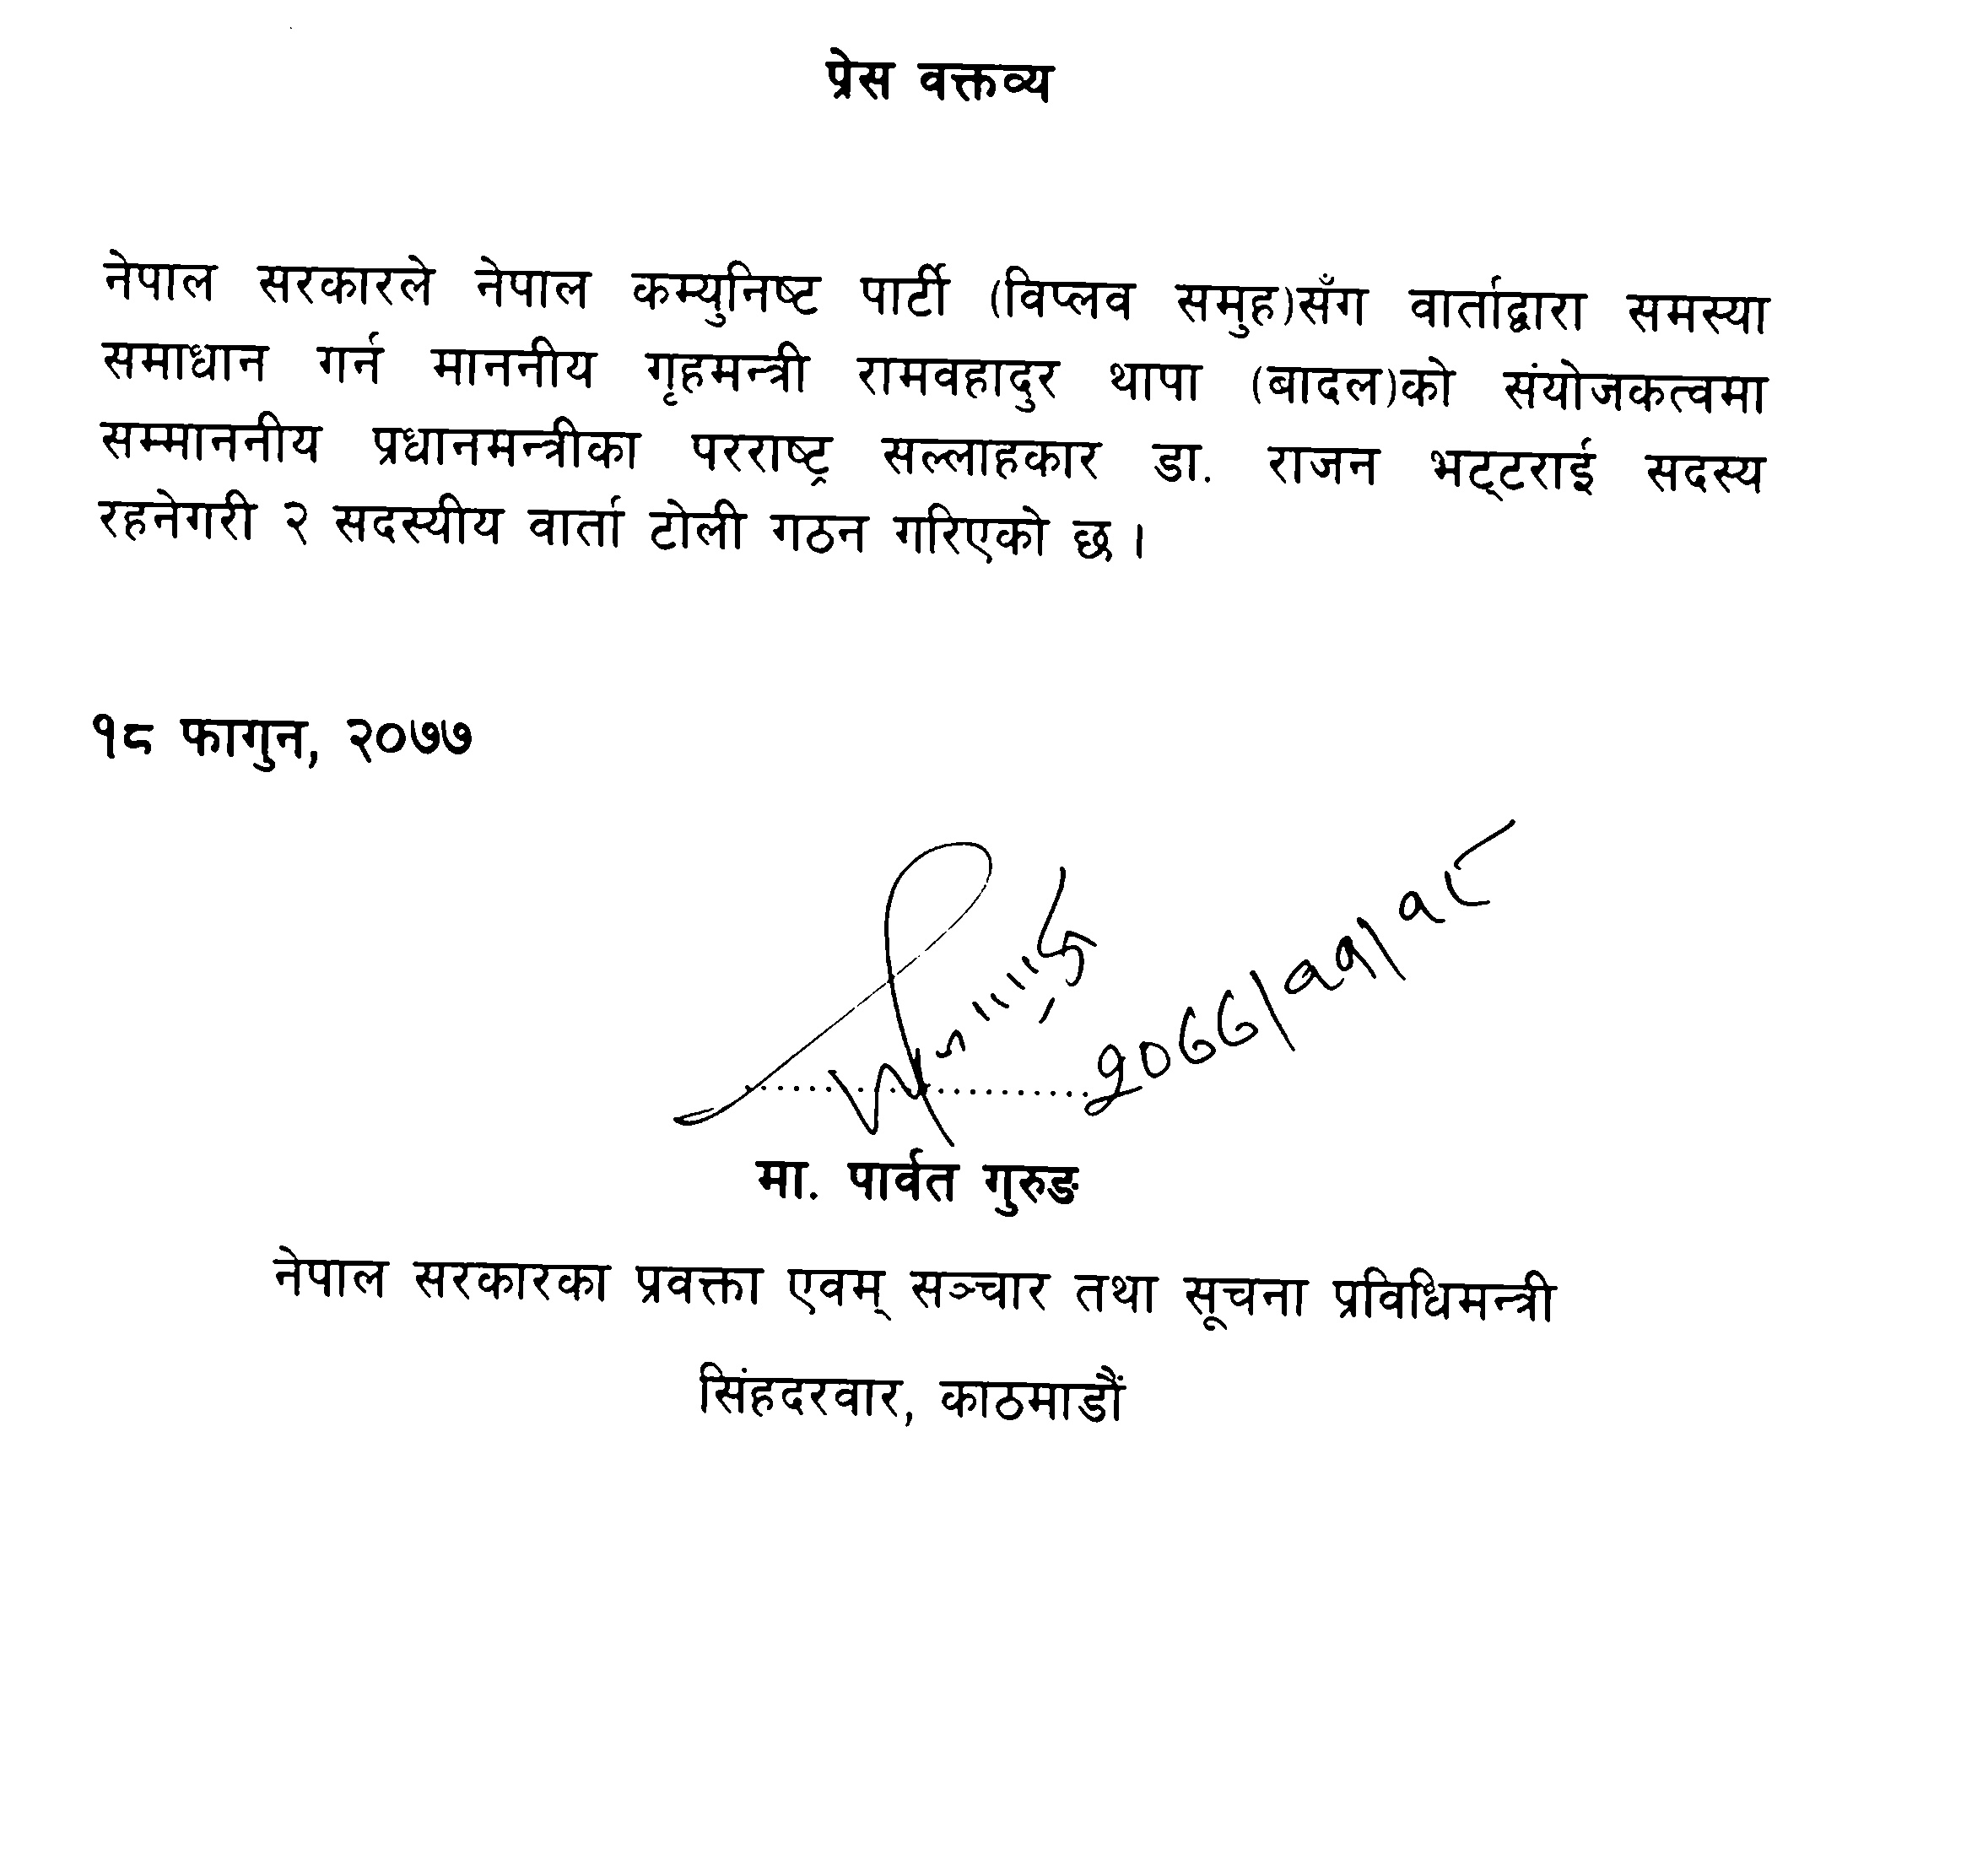 प्रेस वक्तव्य
नेपाल सरकारले नेपाल कम्युनिष्ट पार्टी (विप्लव समुह)सँग वार्ताद्वारा समस्या
समाधान गर्न माननीय गृहमन्त्री रामवहादुर थापा (बादल)को संयोजकत्वमा
सम्माननीय प्रधानमन्त्रीका परराष्ट्र सल्लाहकार डा. राजन भट्टराई सदस्य
रहनेगरी २ सदस्यीय वार्ता टोली गठन गरिएको छ ।
१८ फागुन, २०७७
२०७७/११/१८
मा. पार्वत गुरुङ
नेपाल सरकारका प्रवक्ता एवम् सञ्चार तथा सूचना प्रविधिमन्त्री
सिंहदरवार, काठमाडौं